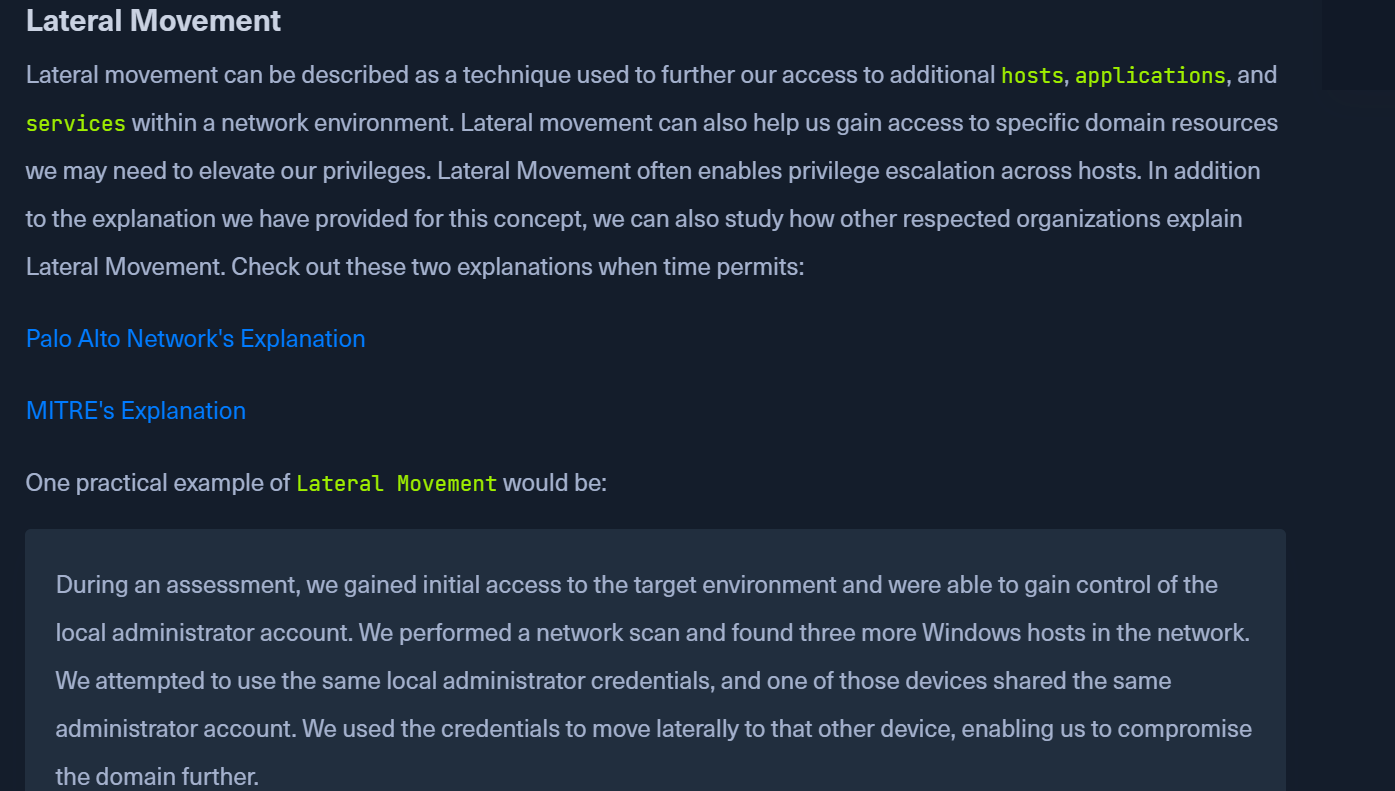 Lateral Movement
Lateral movement can be described as a technique used to further our access to additional hosts, applications, and
services within a network environment. Lateral movement can also help us gain access to specific domain resources
we may need to elevate our privileges. Lateral Movement often enables privilege escalation across hosts. In addition
to the explanation we have provided for this concept, we can also study how other respected organizations explain
Lateral Movement. Check out these two explanations when time permits:
Palo Alto Network's Explanation
MITRE's Explanation
One practical example of Lateral Movement would be:
During an assessment, we gained initial access to the target environment and were able to gain control of the
local administrator account. We performed a network scan and found three more Windows hosts in the network.
We attempted to use the same local administrator credentials, and one of those devices shared the same
administrator account. We used the credentials to move laterally to that other device, enabling us to compromise
the domain further.